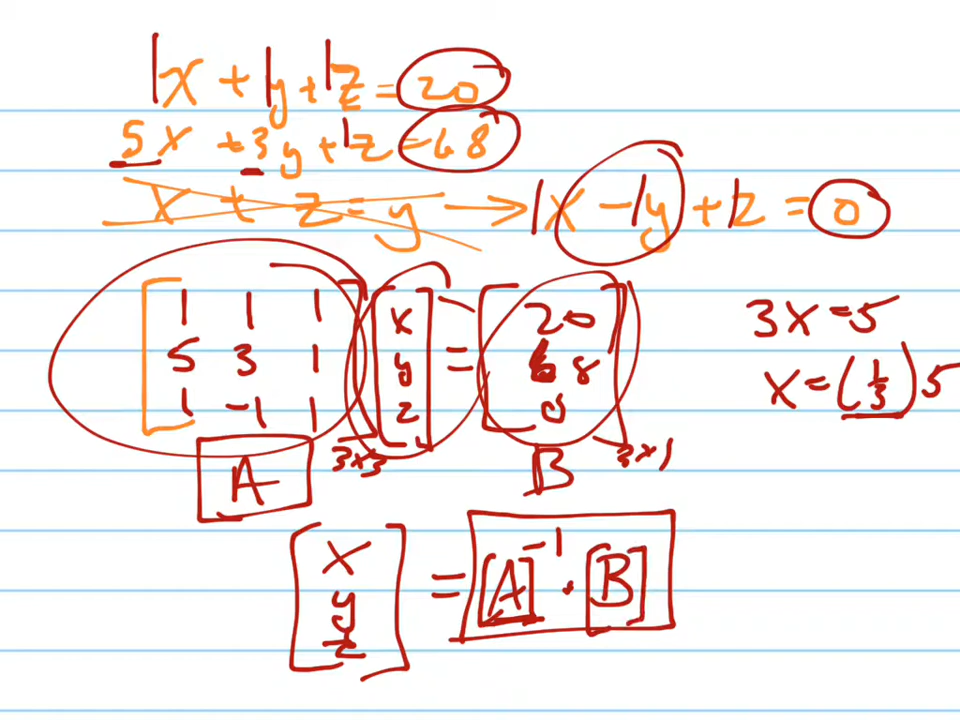 1x + 1y + 1z = 20
5x + 3y + 1z = 68
x + z = y → 1x - 1y + 1z = 0
[1 1 1] [x] = [20]
[5 3 1] [y] [68]
[1 -1 1] [z] [0]
3x = 5
x = (1/3)5
A 3x3 B 3x1
[x y z] = [A]⁻¹ · [B]